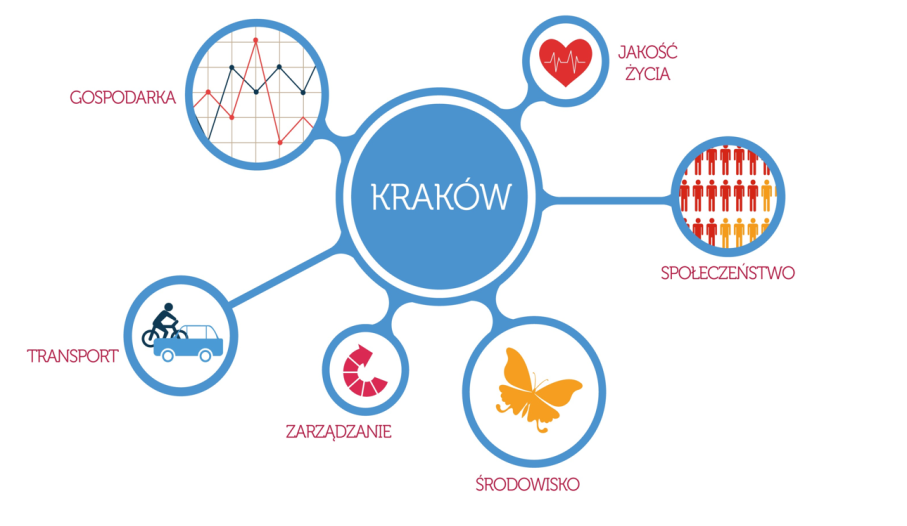 JAKOŚĆ
ŻYCIA
GOSPODARKA
KRAKÓW
SPOŁECZEŃSTWO
TRANSPORT
ZARZĄDZANIE
ŚRODOWISKO